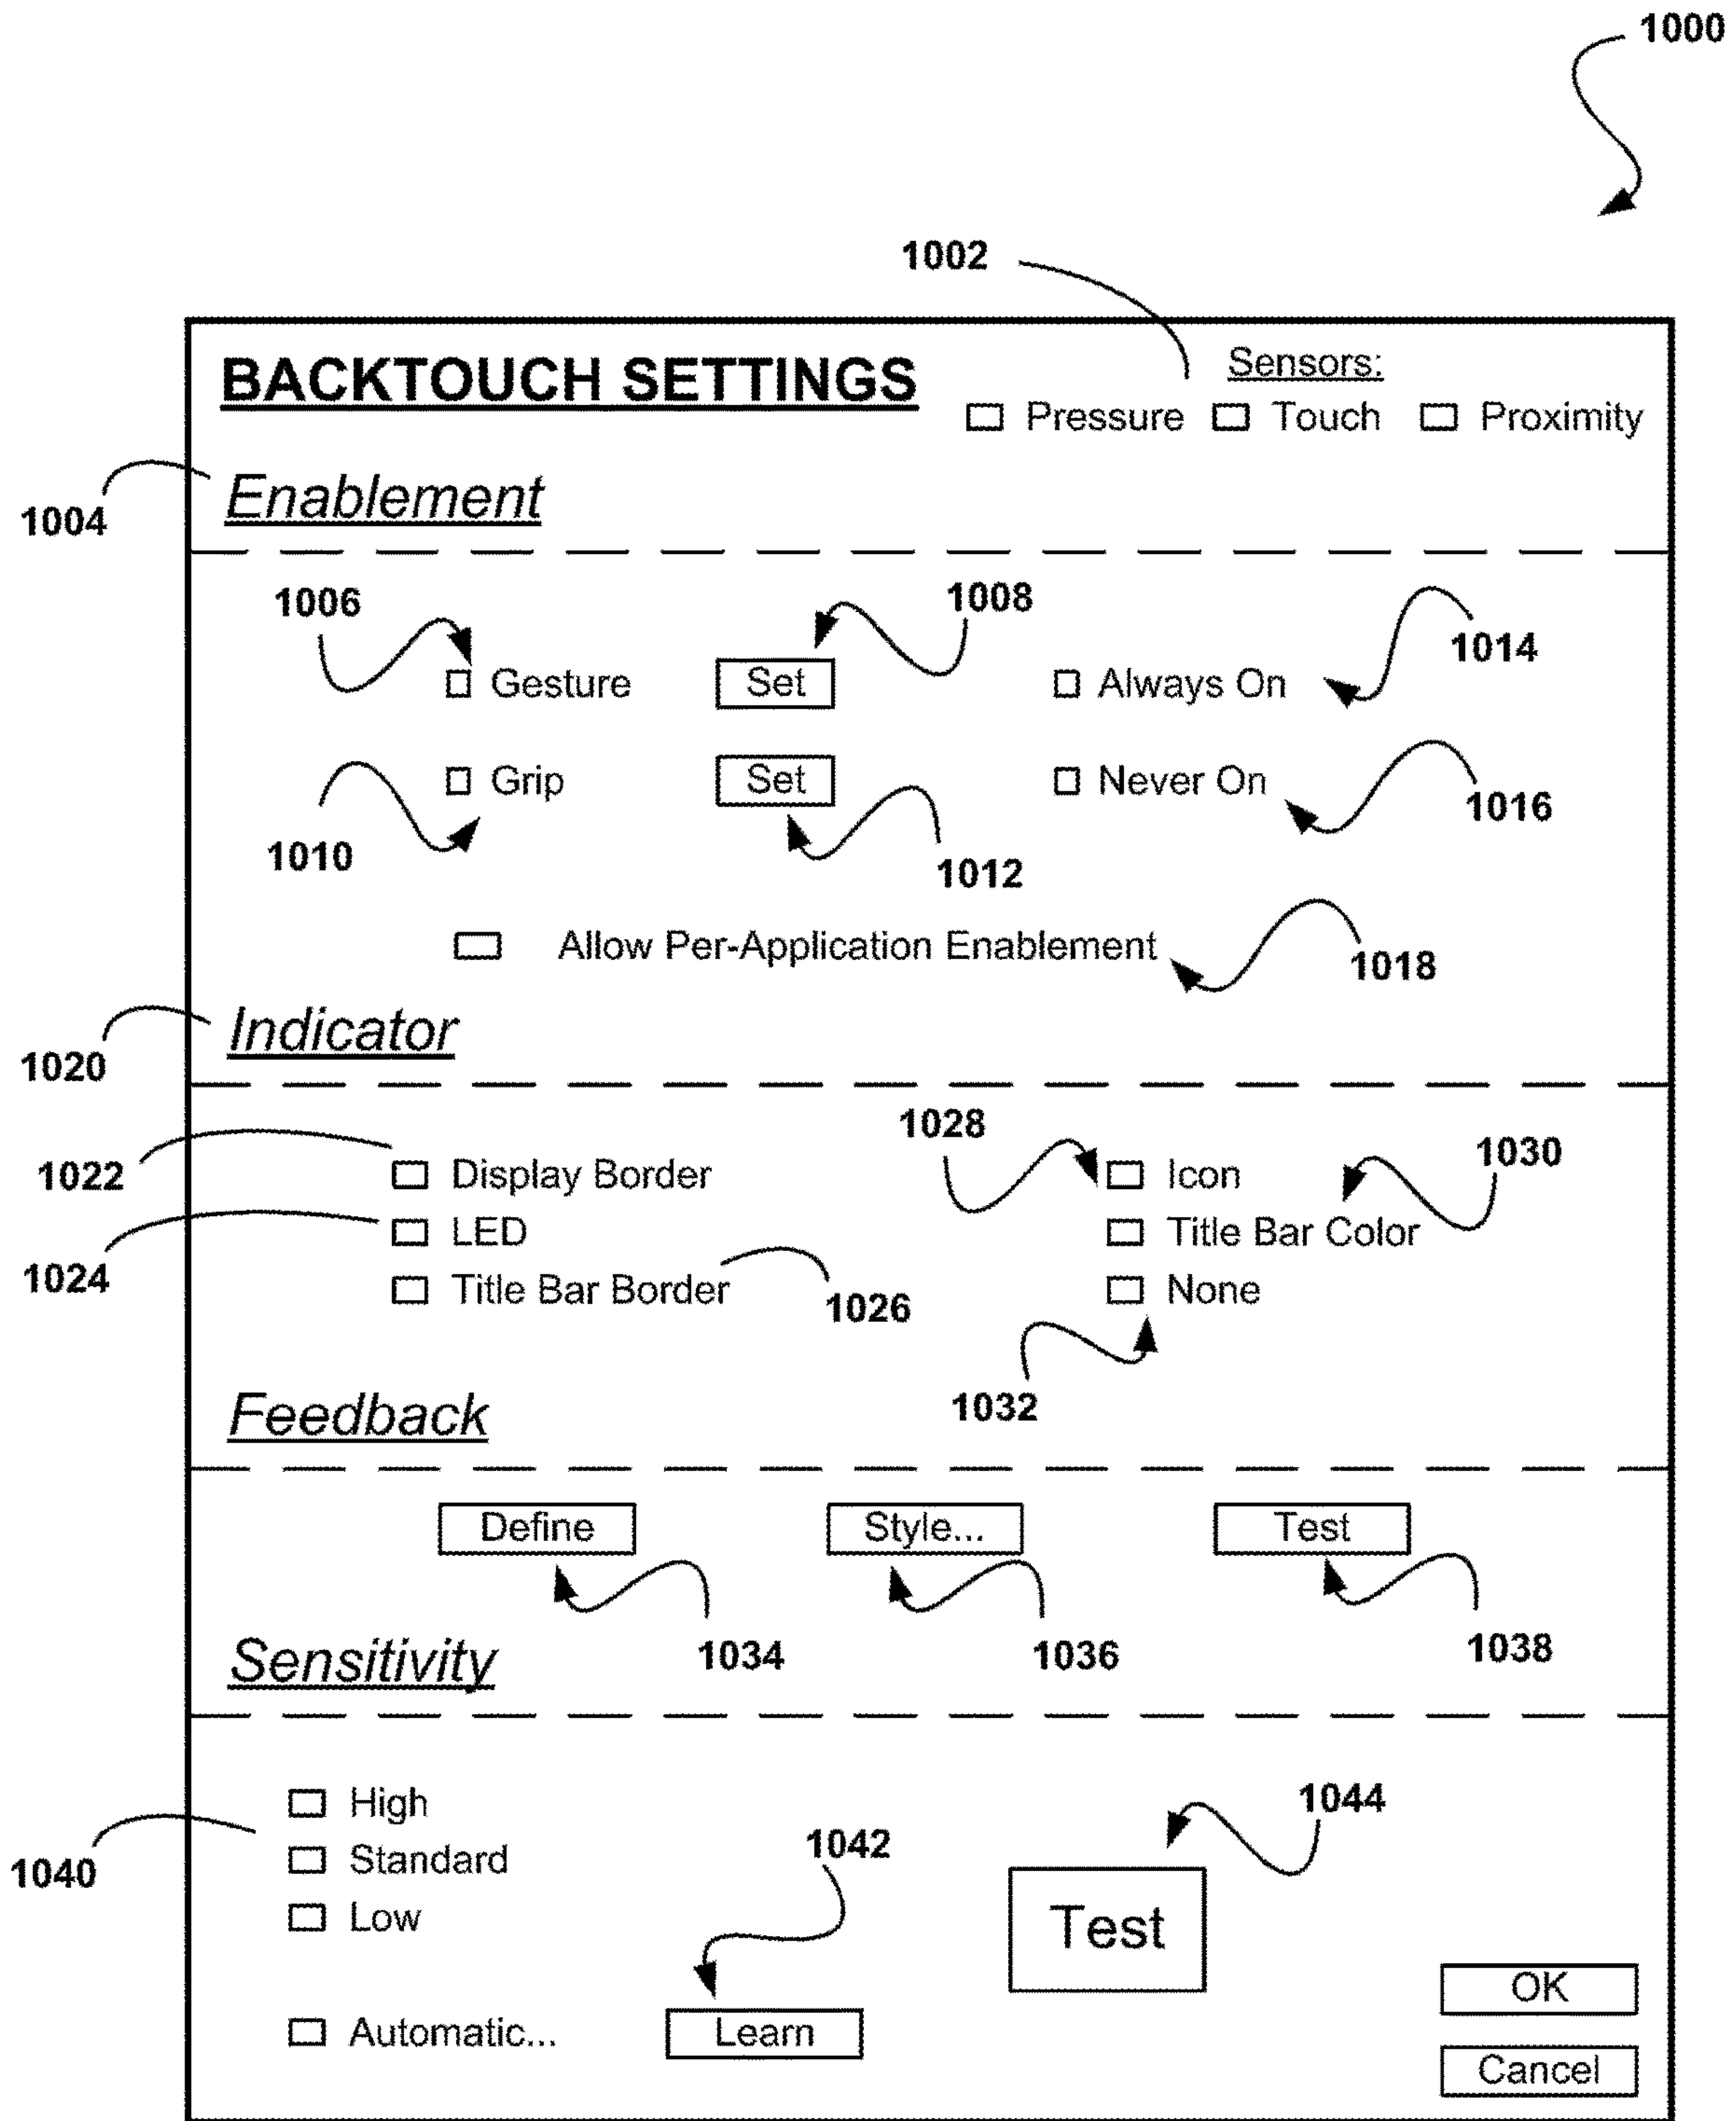 1000
1002
BACKTOUCH SETTINGS
Sensors:
Pressure Touch Proximity
1004
Enablement
1006
1008
1014
Gesture Set Always On
Grip Set Never On
1016
1010
1012
Allow Per-Application Enablement
1018
1020
Indicator
1028
1030
1022
Display Border Icon
LED Title Bar Color
1024
Title Bar Border None
1026
1032
Feedback
Define Style... Test
1034
1036
1038
Sensitivity
High
1044
1040
Standard
1042
Low
Test
OK
Automatic... Learn
Cancel